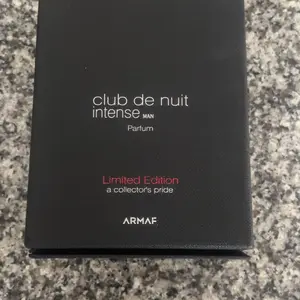 club de nuit
intense MAN
Parfum
Limited Edition
a collector's pride
ARMAF